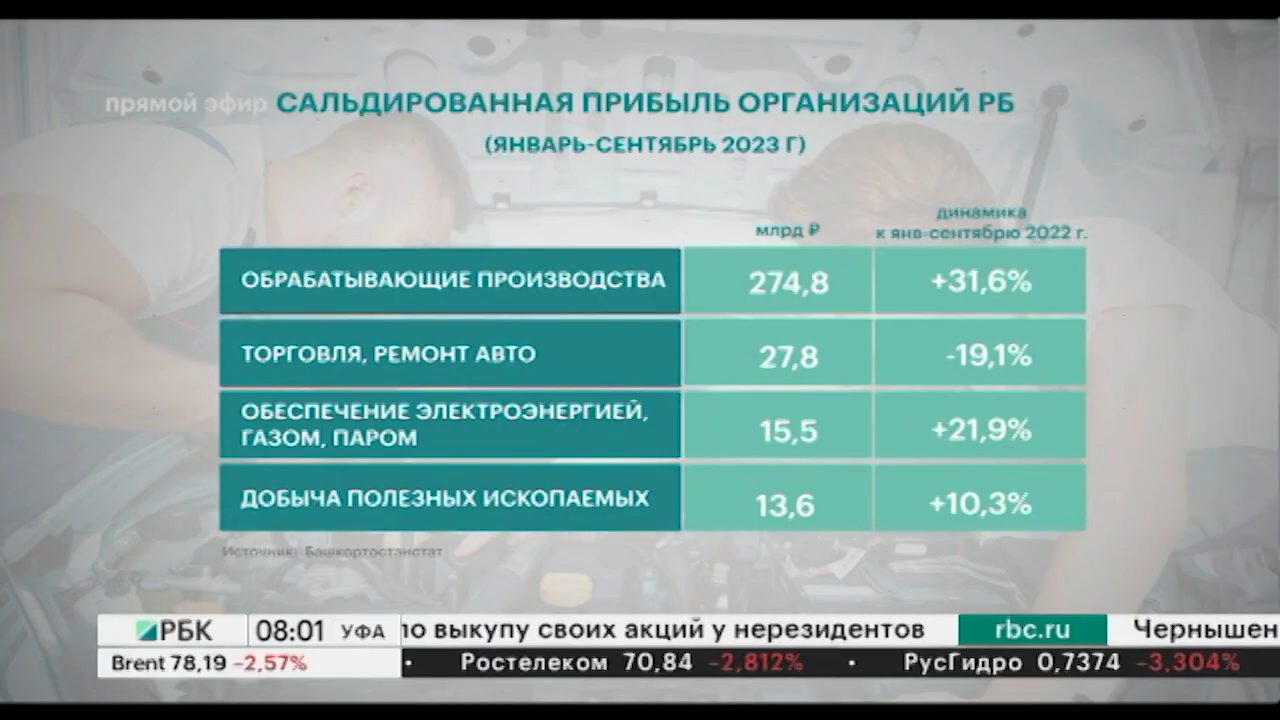 прямой эфир
САЛЬДИРОВАННАЯ ПРИБЫЛЬ ОРГАНИЗАЦИЙ РБ
(ЯНВАРЬ-СЕНТЯБРЬ 2023 Г)
млрд ₽
динамика
к янв-сентябрю 2022 г.
ОБРАБАТЫВАЮЩИЕ ПРОИЗВОДСТВА 274,8 +31,6%
ТОРГОВЛЯ, РЕМОНТ АВТО 27,8 -19,1%
ОБЕСПЕЧЕНИЕ ЭЛЕКТРОЭНЕРГИЕЙ,
ГАЗОМ, ПАРОМ 15,5 +21,9%
ДОБЫЧА ПОЛЕЗНЫХ ИСКОПАЕМЫХ 13,6 +10,3%
Источник: Башкортостанстат
РБК 08:01 УФА по выкупу своих акций у нерезидентов rbc.ru Чернышен
Brent 78,19 -2,57% · Ростелеком 70,84 -2,812% · РусГидро 0,7374 -3,304%